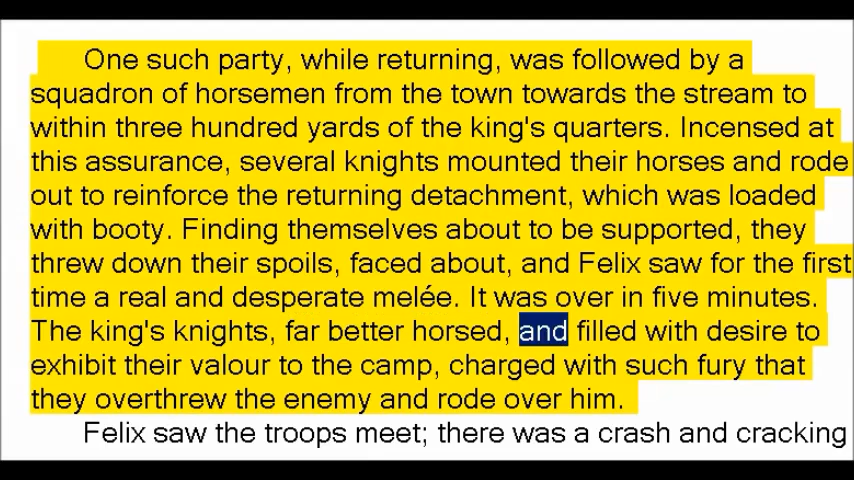 One such party, while returning, was followed by a
squadron of horsemen from the town towards the stream to
within three hundred yards of the king's quarters. Incensed at
this assurance, several knights mounted their horses and rode
out to reinforce the returning detachment, which was loaded
with booty. Finding themselves about to be supported, they
threw down their spoils, faced about, and Felix saw for the first
time a real and desperate melée. It was over in five minutes.
The king's knights, far better horsed, and filled with desire to
exhibit their valour to the camp, charged with such fury that
they overthrew the enemy and rode over him.
Felix saw the troops meet; there was a crash and cracking